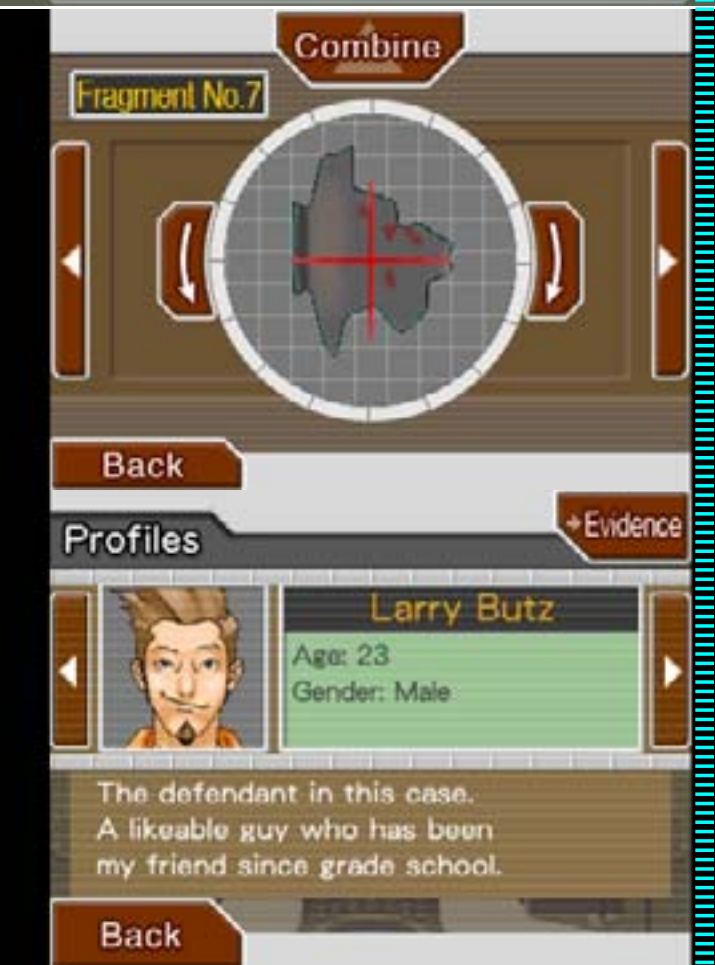 Combine
Fragment No.7
Back
Evidence
Profiles
Larry Butz
Age: 23
Gender: Male
The defendant in this case.
A likeable guy who has been
my friend since grade school.
Back